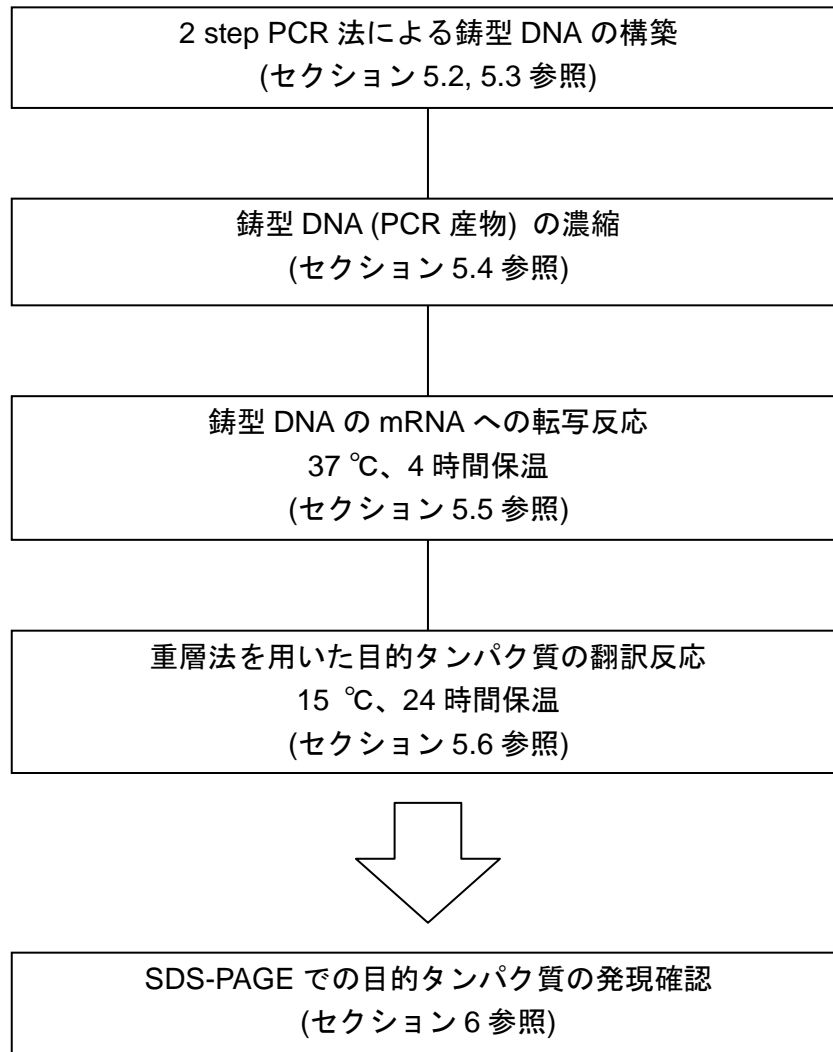 2 step PCR 法による鋳型 DNA の構築
(セクション 5.2, 5.3 参照)
鋳型 DNA (PCR 産物) の濃縮
(セクション 5.4 参照)
鋳型 DNA の mRNA への転写反応
37 ℃、4 時間保温
(セクション 5.5 参照)
重層法を用いた目的タンパク質の翻訳反応
15 ℃、24 時間保温
(セクション 5.6 参照)
SDS-PAGE での目的タンパク質の発現確認
(セクション 6 参照)